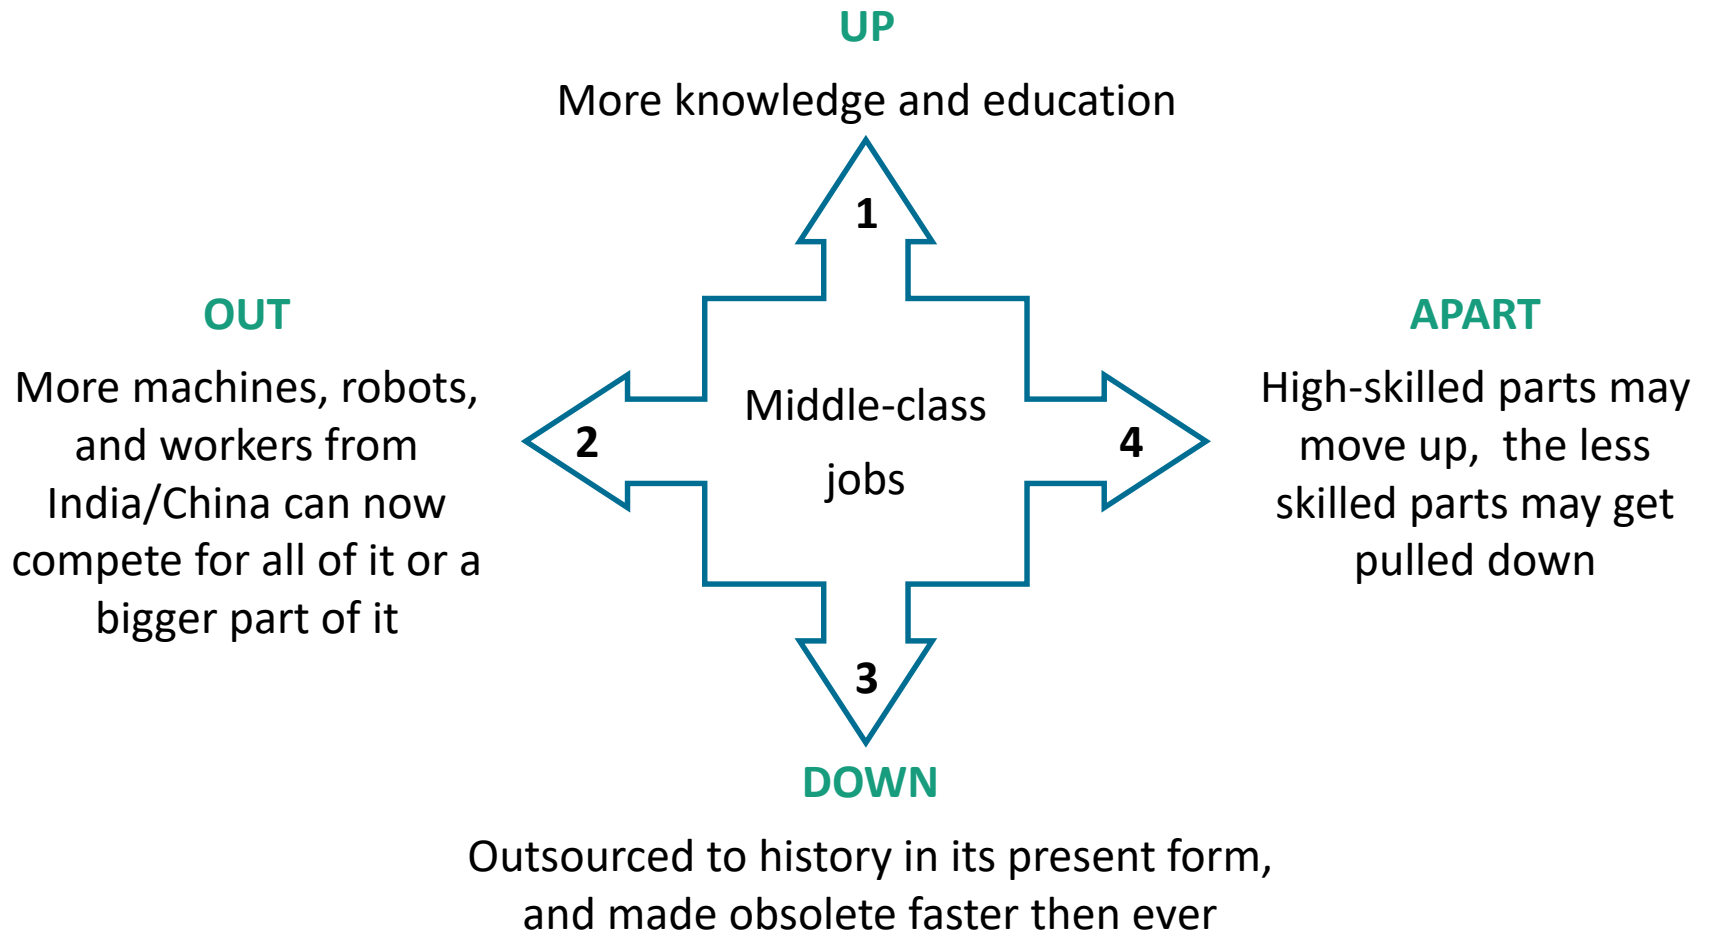 UP
More knowledge and education
1
OUT
More machines, robots,
and workers from
India/China can now
compete for all of it or a
bigger part of it
2
Middle-class
jobs
4
APART
High-skilled parts may
move up,  the less
skilled parts may get
pulled down
3
DOWN
Outsourced to history in its present form,
and made obsolete faster then ever